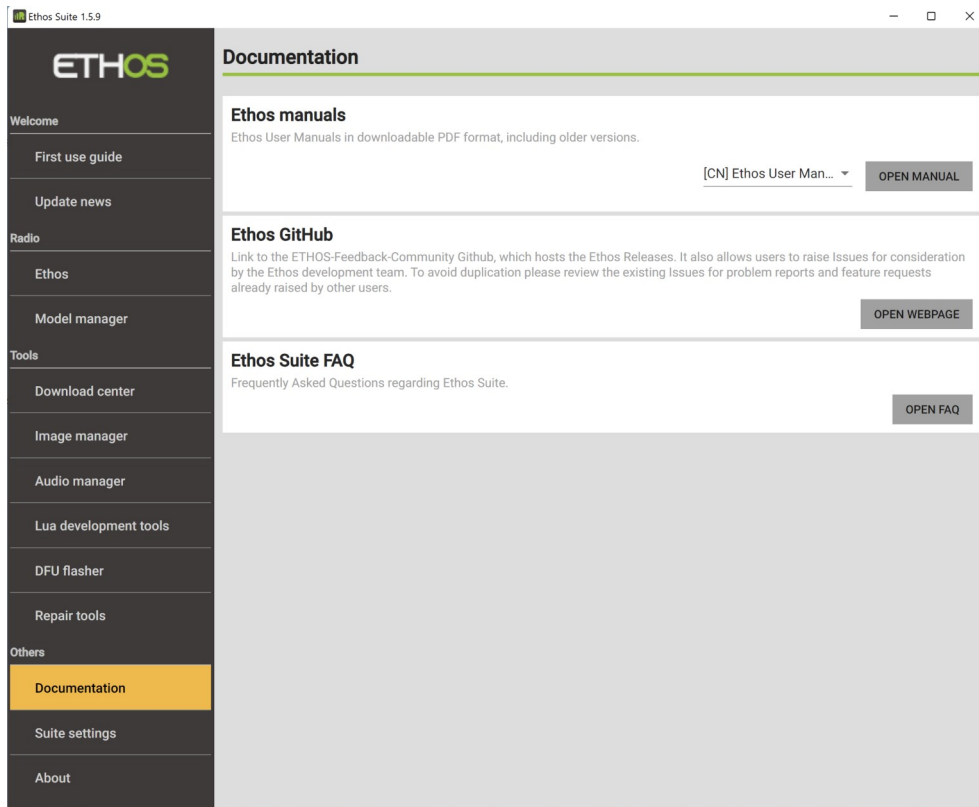 Ethos Suite 1.5.9
ETHOS
Welcome
First use guide
Update news
Radio
Ethos
Model manager
Tools
Download center
Image manager
Audio manager
Lua development tools
DFU flasher
Repair tools
Others
Documentation
Suite settings
About
Documentation
Ethos manuals
Ethos User Manuals in downloadable PDF format, including older versions.
[CN] Ethos User Man...
OPEN MANUAL
Ethos GitHub
Link to the ETHOS-Feedback-Community Github, which hosts the Ethos Releases. It also allows users to raise Issues for consideration
by the Ethos development team. To avoid duplication please review the existing Issues for problem reports and feature requests
already raised by other users.
OPEN WEBPAGE
Ethos Suite FAQ
Frequently Asked Questions regarding Ethos Suite.
OPEN FAQ